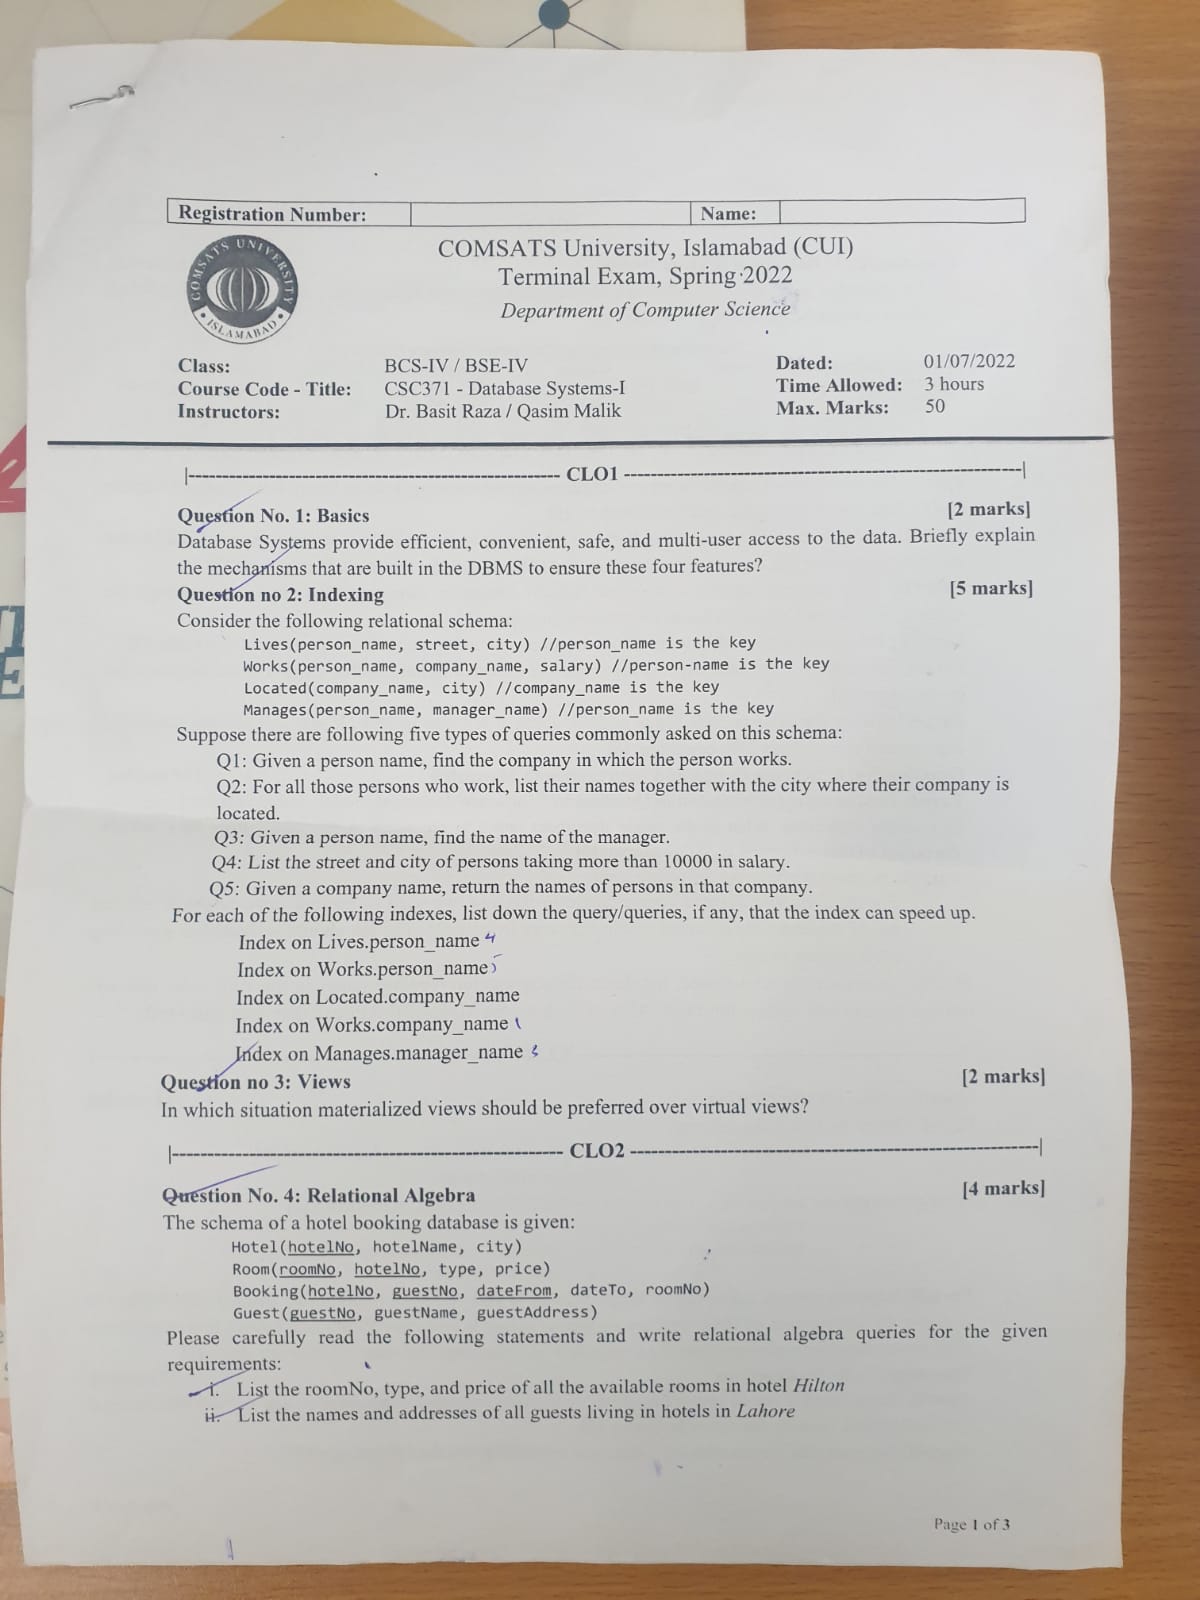 Registration Number: Name:
COMSATS UNIVERSITY
ISLAMABAD
COMSATS University, Islamabad (CUI)
Terminal Exam, Spring 2022
Department of Computer Science
Class: BCS-IV / BSE-IV Dated: 01/07/2022
Course Code - Title: CSC371 - Database Systems-I Time Allowed: 3 hours
Instructors: Dr. Basit Raza / Qasim Malik Max. Marks: 50
|---------- CLO1 ----------|
Question No. 1: Basics [2 marks]
Database Systems provide efficient, convenient, safe, and multi-user access to the data. Briefly explain
the mechanisms that are built in the DBMS to ensure these four features?
Question no 2: Indexing [5 marks]
Consider the following relational schema:
Lives(person_name, street, city) //person_name is the key
Works(person_name, company_name, salary) //person-name is the key
Located(company_name, city) //company_name is the key
Manages(person_name, manager_name) //person_name is the key
Suppose there are following five types of queries commonly asked on this schema:
Q1: Given a person name, find the company in which the person works.
Q2: For all those persons who work, list their names together with the city where their company is
located.
Q3: Given a person name, find the name of the manager.
Q4: List the street and city of persons taking more than 10000 in salary.
Q5: Given a company name, return the names of persons in that company.
For each of the following indexes, list down the query/queries, if any, that the index can speed up.
Index on Lives.person_name 4
Index on Works.person_name 5
Index on Located.company_name
Index on Works.company_name 1
Index on Manages.manager_name 3
Question no 3: Views [2 marks]
In which situation materialized views should be preferred over virtual views?
|---------- CLO2 ----------|
Question No. 4: Relational Algebra [4 marks]
The schema of a hotel booking database is given:
Hotel(hotelNo, hotelName, city)
Room(roomNo, hotelNo, type, price)
Booking(hotelNo, guestNo, dateFrom, dateTo, roomNo)
Guest(guestNo, guestName, guestAddress)
Please carefully read the following statements and write relational algebra queries for the given
requirements:
i. List the roomNo, type, and price of all the available rooms in hotel Hilton
ii. List the names and addresses of all guests living in hotels in Lahore
Page 1 of 3